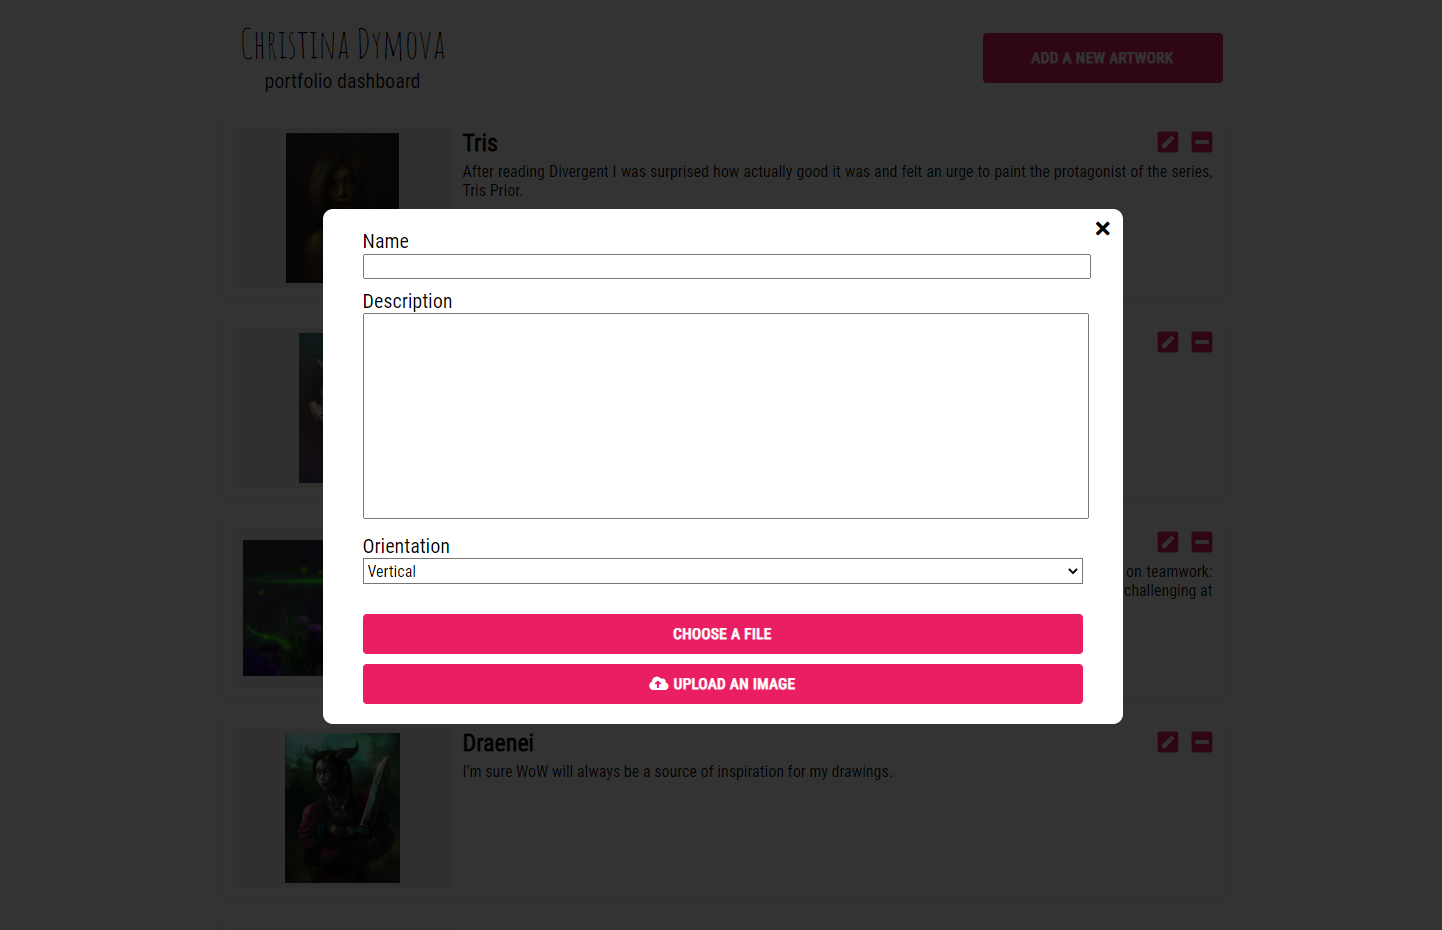 Christina Dymova
portfolio dashboard
ADD A NEW ARTWORK
Tris
After reading Divergent I was surprised how actually good it was and felt an urge to paint the protagonist of the series,
Tris Prior.
Name
Description
on teamwork:
challenging at
Orientation
Vertical
CHOOSE A FILE
UPLOAD AN IMAGE
Draenei
I'm sure WoW will always be a source of inspiration for my drawings.